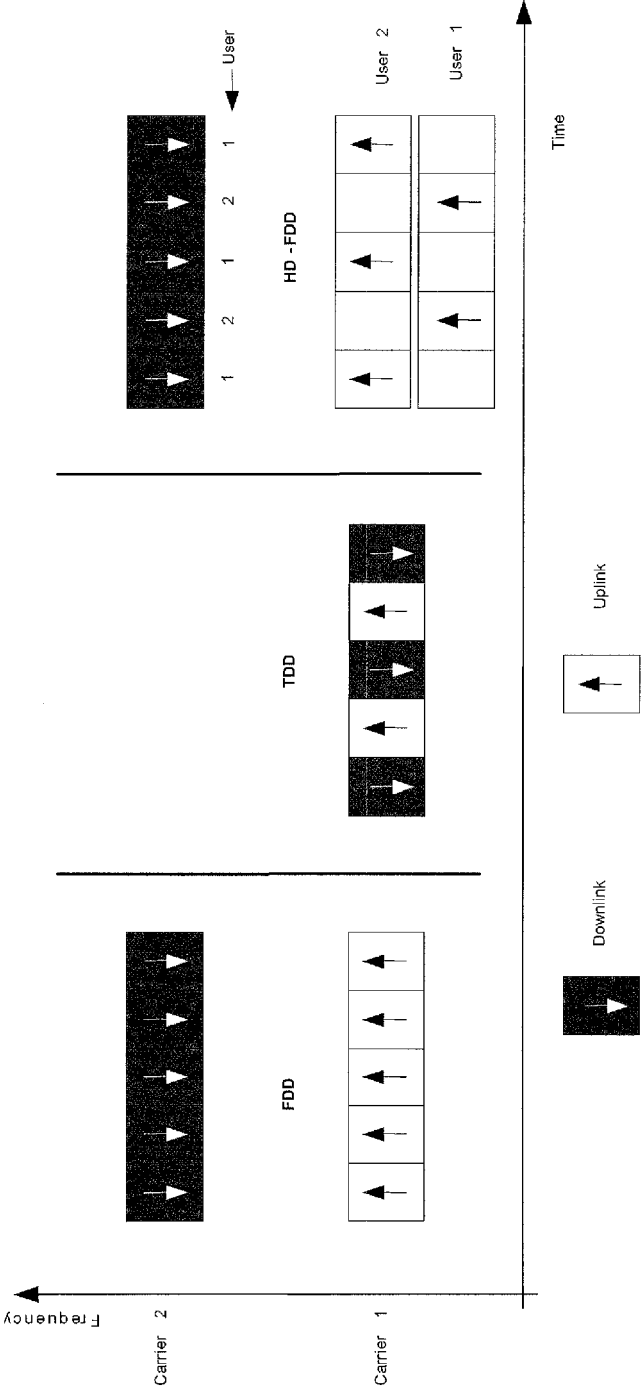 Frequency
Carrier 2
Carrier 1
FDD
TDD
HD - FDD
1 2 1 2 1
User
User 2
User 1
Time
Downlink
Uplink